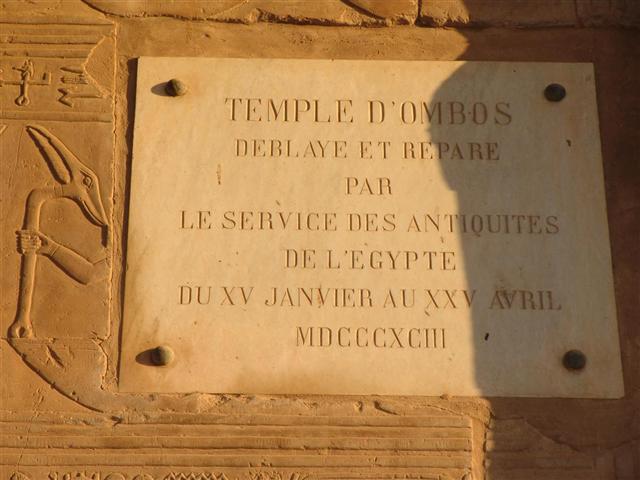 TEMPLE D'OMBOS
DEBLAYE ET REPARE
PAR
LE SERVICE DES ANTIQUITES
DE L'EGYPTE
DU XV JANVIER AU XXV AVRIL
MDCCCXCIII